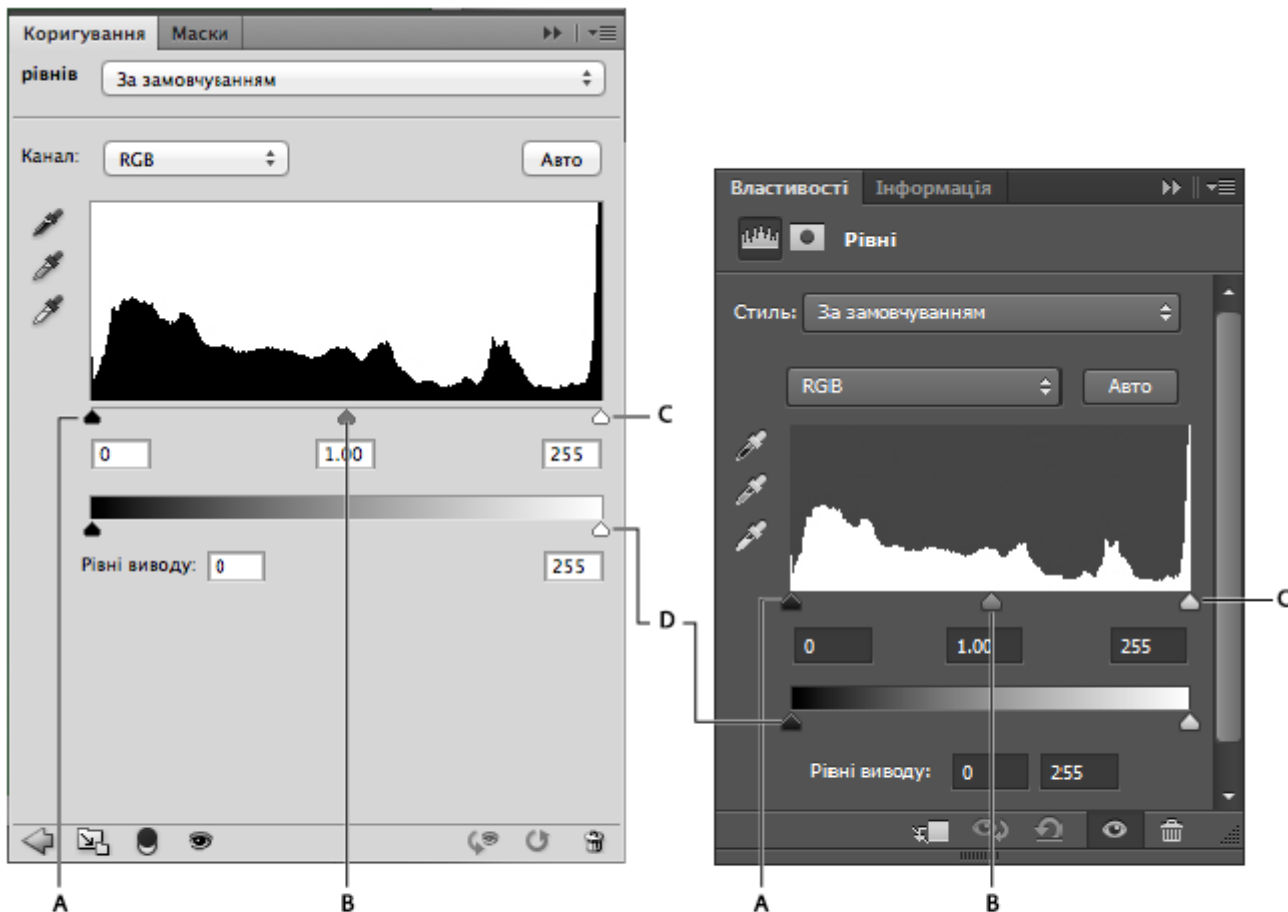 Коригування Маски
рівнів За замовчуванням
Канал: RGB Авто
C
0 1.00 255
Рівні виводу: 0 255
D
A B
Властивості Інформація
Рівні
Стиль: За замовчуванням
RGB Авто
C
0 1.00 255
Рівні виводу: 0 255
A B